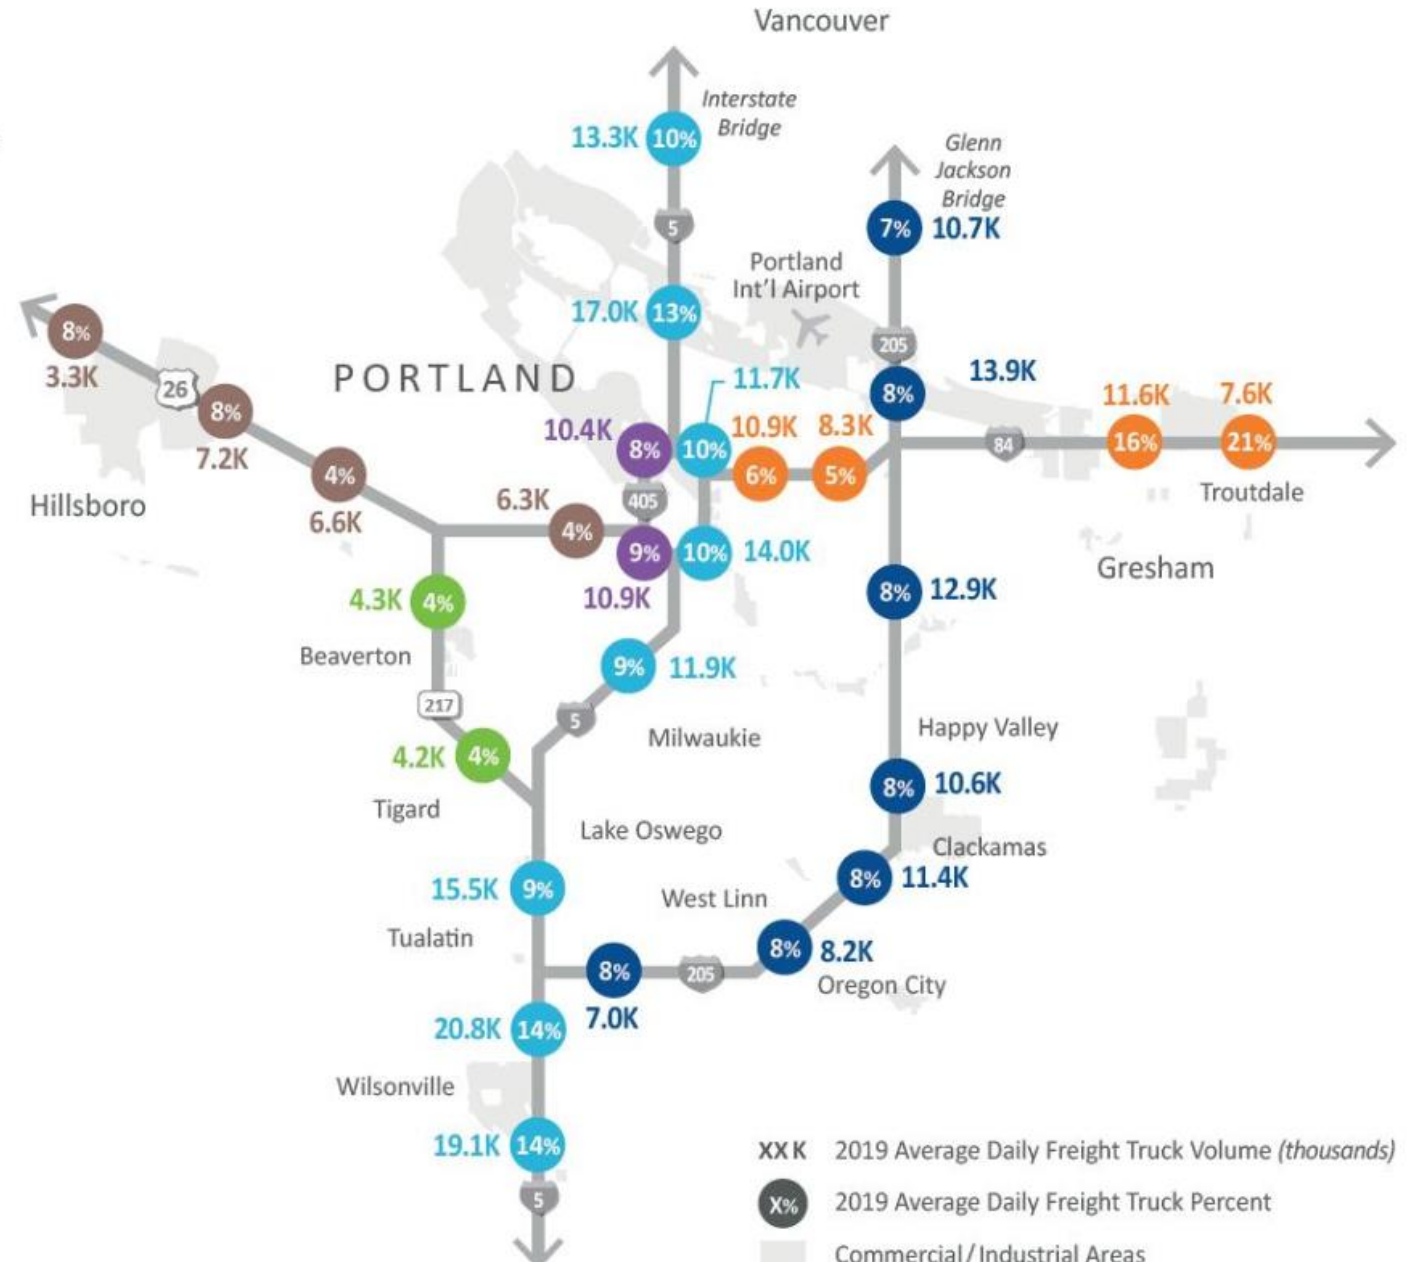 Vancouver
Interstate
Bridge
13.3K 10%
Glenn
Jackson
Bridge
5
7% 10.7K
Portland
Int'l Airport
17.0K 13%
8%
3.3K
26
205
PORTLAND
13.9K
11.7K
8%
8%
7.2K
11.6K 7.6K
10.4K 8% 10% 10.9K 8.3K
84 16% 21%
4%
6.6K
6% 5%
Hillsboro
6.3K
405
Troutdale
4%
9% 10% 14.0K
10.9K
Gresham
4.3K 4%
8% 12.9K
Beaverton
9% 11.9K
217
5
Milwaukie
Happy Valley
4.2K 4%
8% 10.6K
Tigard
Lake Oswego
Clackamas
15.5K 9%
8% 11.4K
West Linn
Tualatin
8% 8.2K
8%
205
Oregon City
7.0K
20.8K 14%
Wilsonville
19.1K 14%
5
XX K 2019 Average Daily Freight Truck Volume (thousands)
X% 2019 Average Daily Freight Truck Percent
Commercial/Industrial Areas